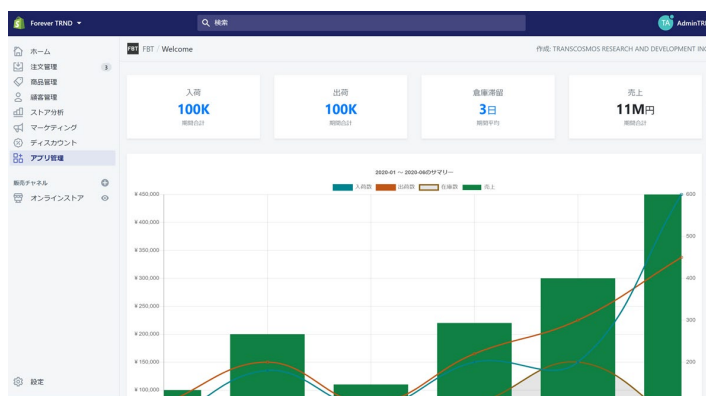 Forever TRND
検索
TA
AdminTR
ホーム
注文管理 3
商品管理
顧客管理
ストア分析
マーケティング
ディスカウント
アプリ管理
販売チャネル
オンラインストア
設定
FBT FBT / Welcome
作成: TRANSCOSMOS RESEARCH AND DEVELOPMENT INC
入荷
100K
期間合計
出荷
100K
期間合計
倉庫滞留
3日
期間平均
売上
11M円
期間合計
2020-01 ～ 2020-06のサマリー
入荷数 出荷数 在庫数 売上
¥ 450,000
¥ 400,000
¥ 350,000
¥ 300,000
¥ 250,000
¥ 200,000
¥ 150,000
¥ 100,000
600
500
400
300
200